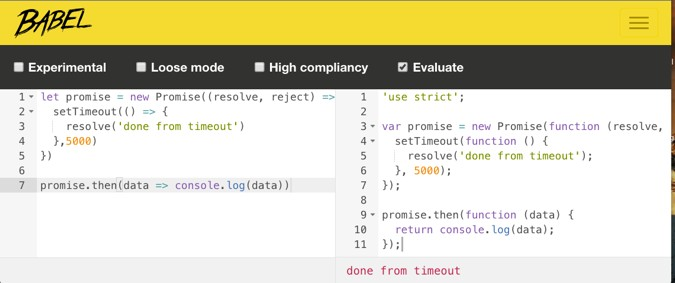 BABEL
Experimental Loose mode High compliancy Evaluate
1 let promise = new Promise((resolve, reject) =>
2 setTimeout(() => {
3 resolve('done from timeout')
4 },5000)
5 })
6
7 promise.then(data => console.log(data))
1 'use strict';
2
3 var promise = new Promise(function (resolve,
4 setTimeout(function () {
5 resolve('done from timeout');
6 }, 5000);
7 });
8
9 promise.then(function (data) {
10 return console.log(data);
11 });
done from timeout